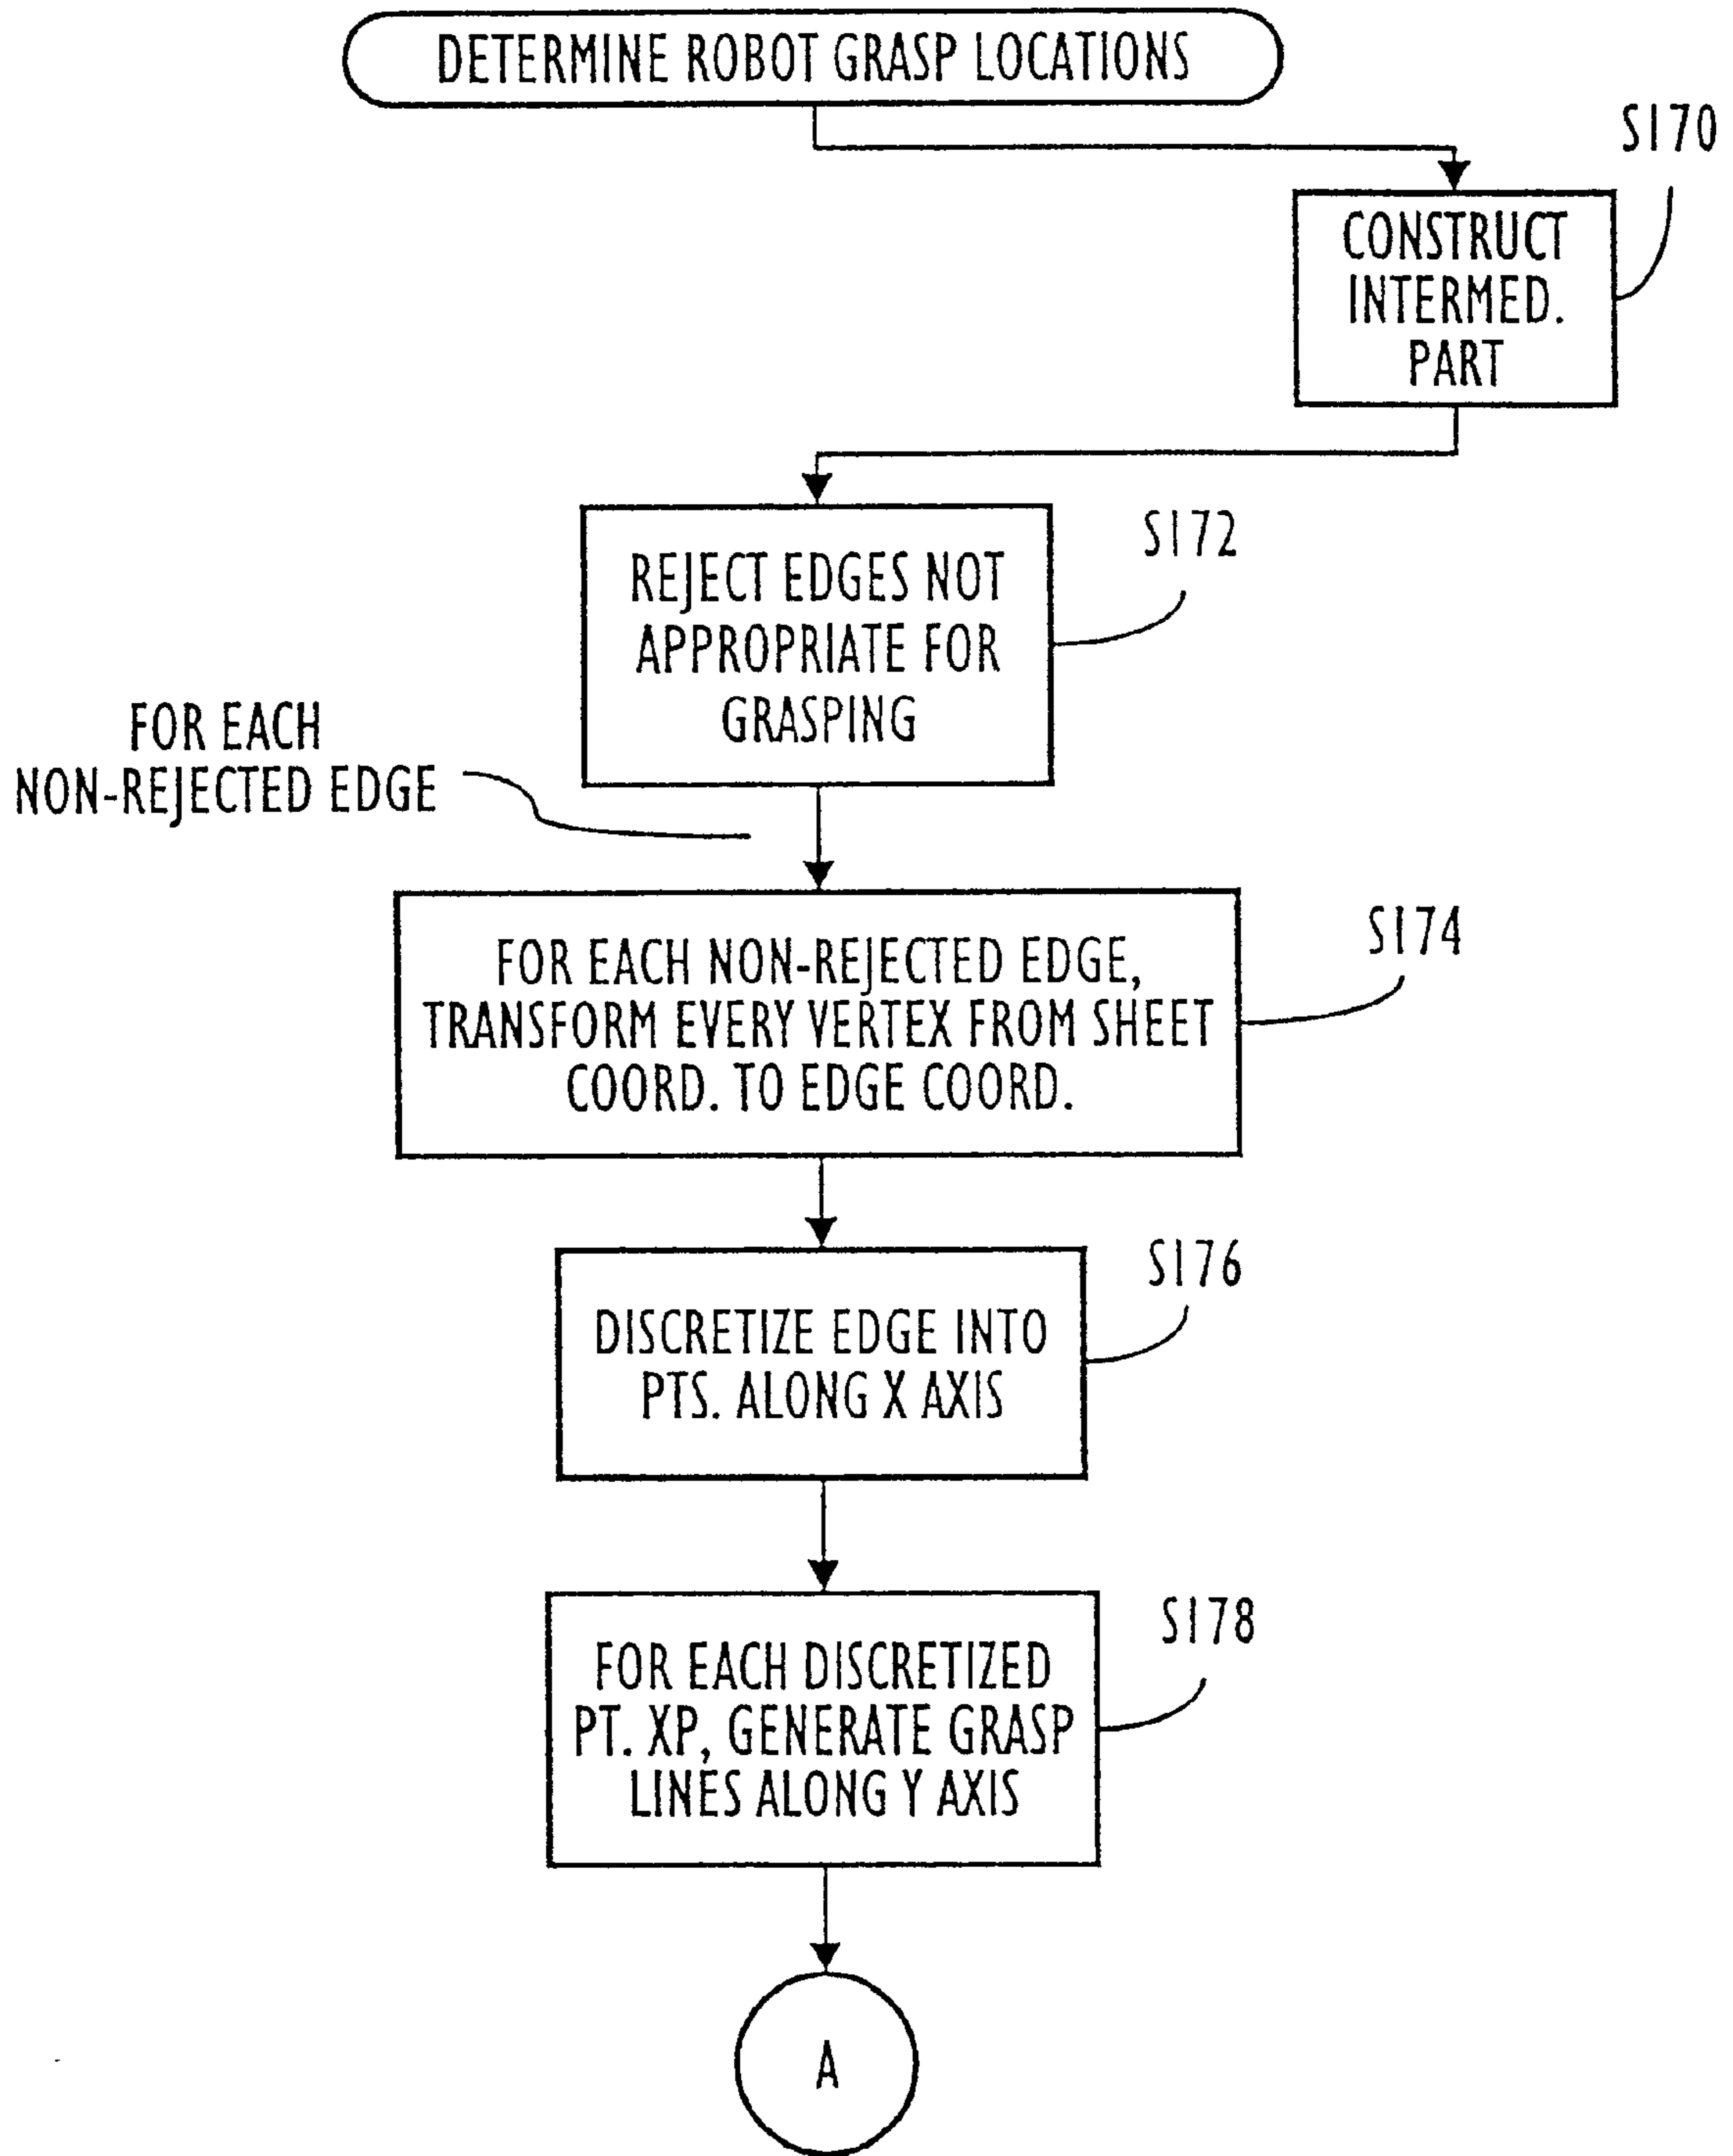 DETERMINE ROBOT GRASP LOCATIONS
S170
CONSTRUCT
INTERMED.
PART
S172
REJECT EDGES NOT
APPROPRIATE FOR
GRASPING
FOR EACH
NON-REJECTED EDGE
S174
FOR EACH NON-REJECTED EDGE,
TRANSFORM EVERY VERTEX FROM SHEET
COORD. TO EDGE COORD.
S176
DISCRETIZE EDGE INTO
PTS. ALONG X AXIS
S178
FOR EACH DISCRETIZED
PT. XP, GENERATE GRASP
LINES ALONG Y AXIS
A